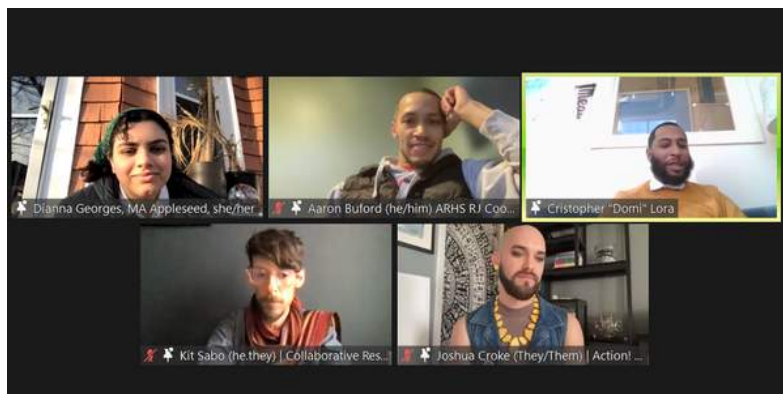 Dianna Georges, MA Appleseed, she/her
Aaron Buford (he/him) ARHS RJ Coo...
Cristopher "Domi" Lora
Kit Sabo (he.they) | Collaborative Res...
Joshua Croke (They/Them) | Action! ...